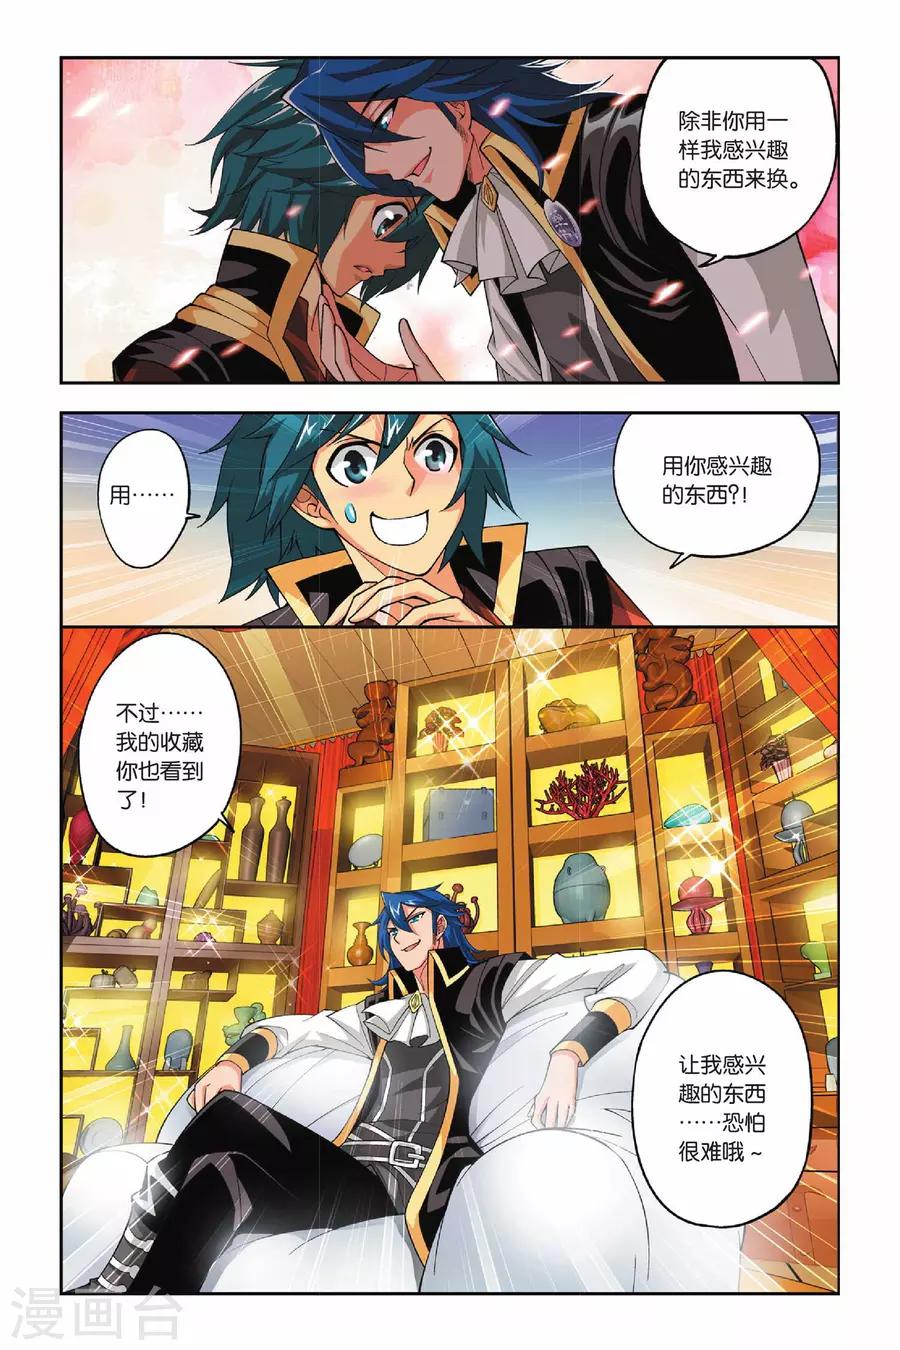 除非你用一
样我感兴趣
的东西来换。
用……
用你感兴趣
的东西?!
不过……
我的收藏
你也看到
了!
让我感兴
趣的东西
……恐怕
很难哦~
漫画台